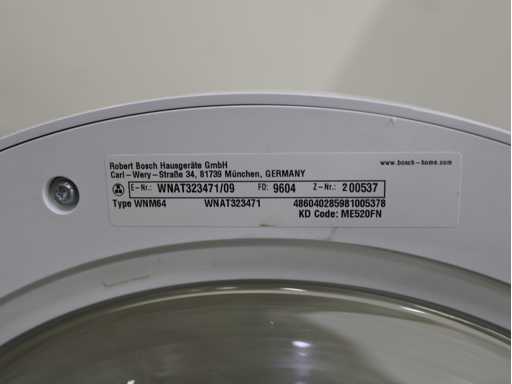 Robert Bosch Hausgeräte GmbH
www.bosch-home.com
Carl-Wery-Straße 34, 81739 München, GERMANY
E-Nr.: WNAT323471/09 FD: 9604 Z-Nr.: 200537
Type WNM64 WNAT323471 486040285981005378
KD Code: ME520FN